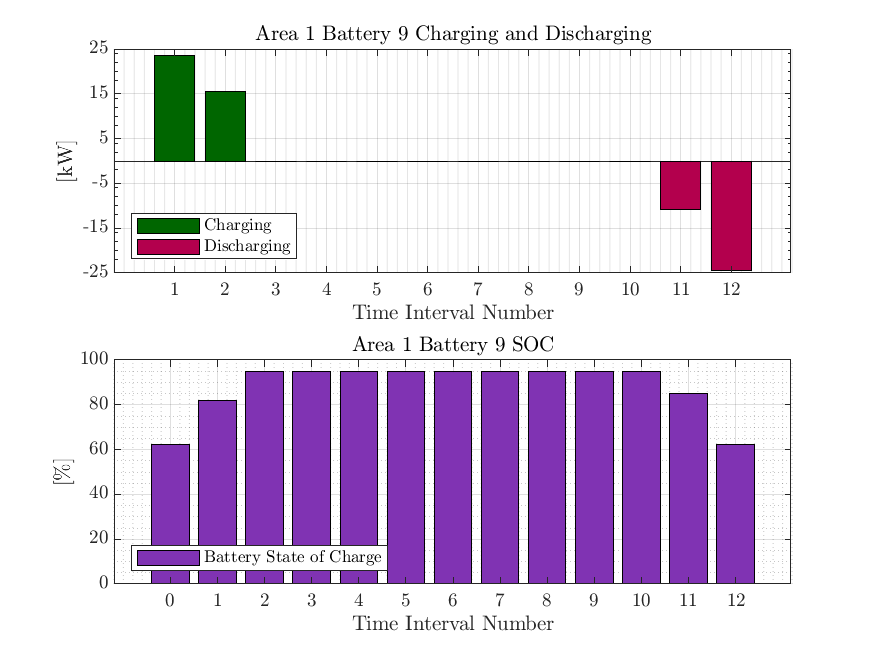 Area 1 Battery 9 Charging and Discharging
25
15
5
-5
-15
-25
[kW]
Charging
Discharging
1 2 3 4 5 6 7 8 9 10 11 12
Time Interval Number
Area 1 Battery 9 SOC
100
80
60
40
20
0
[%]
Battery State of Charge
0 1 2 3 4 5 6 7 8 9 10 11 12
Time Interval Number